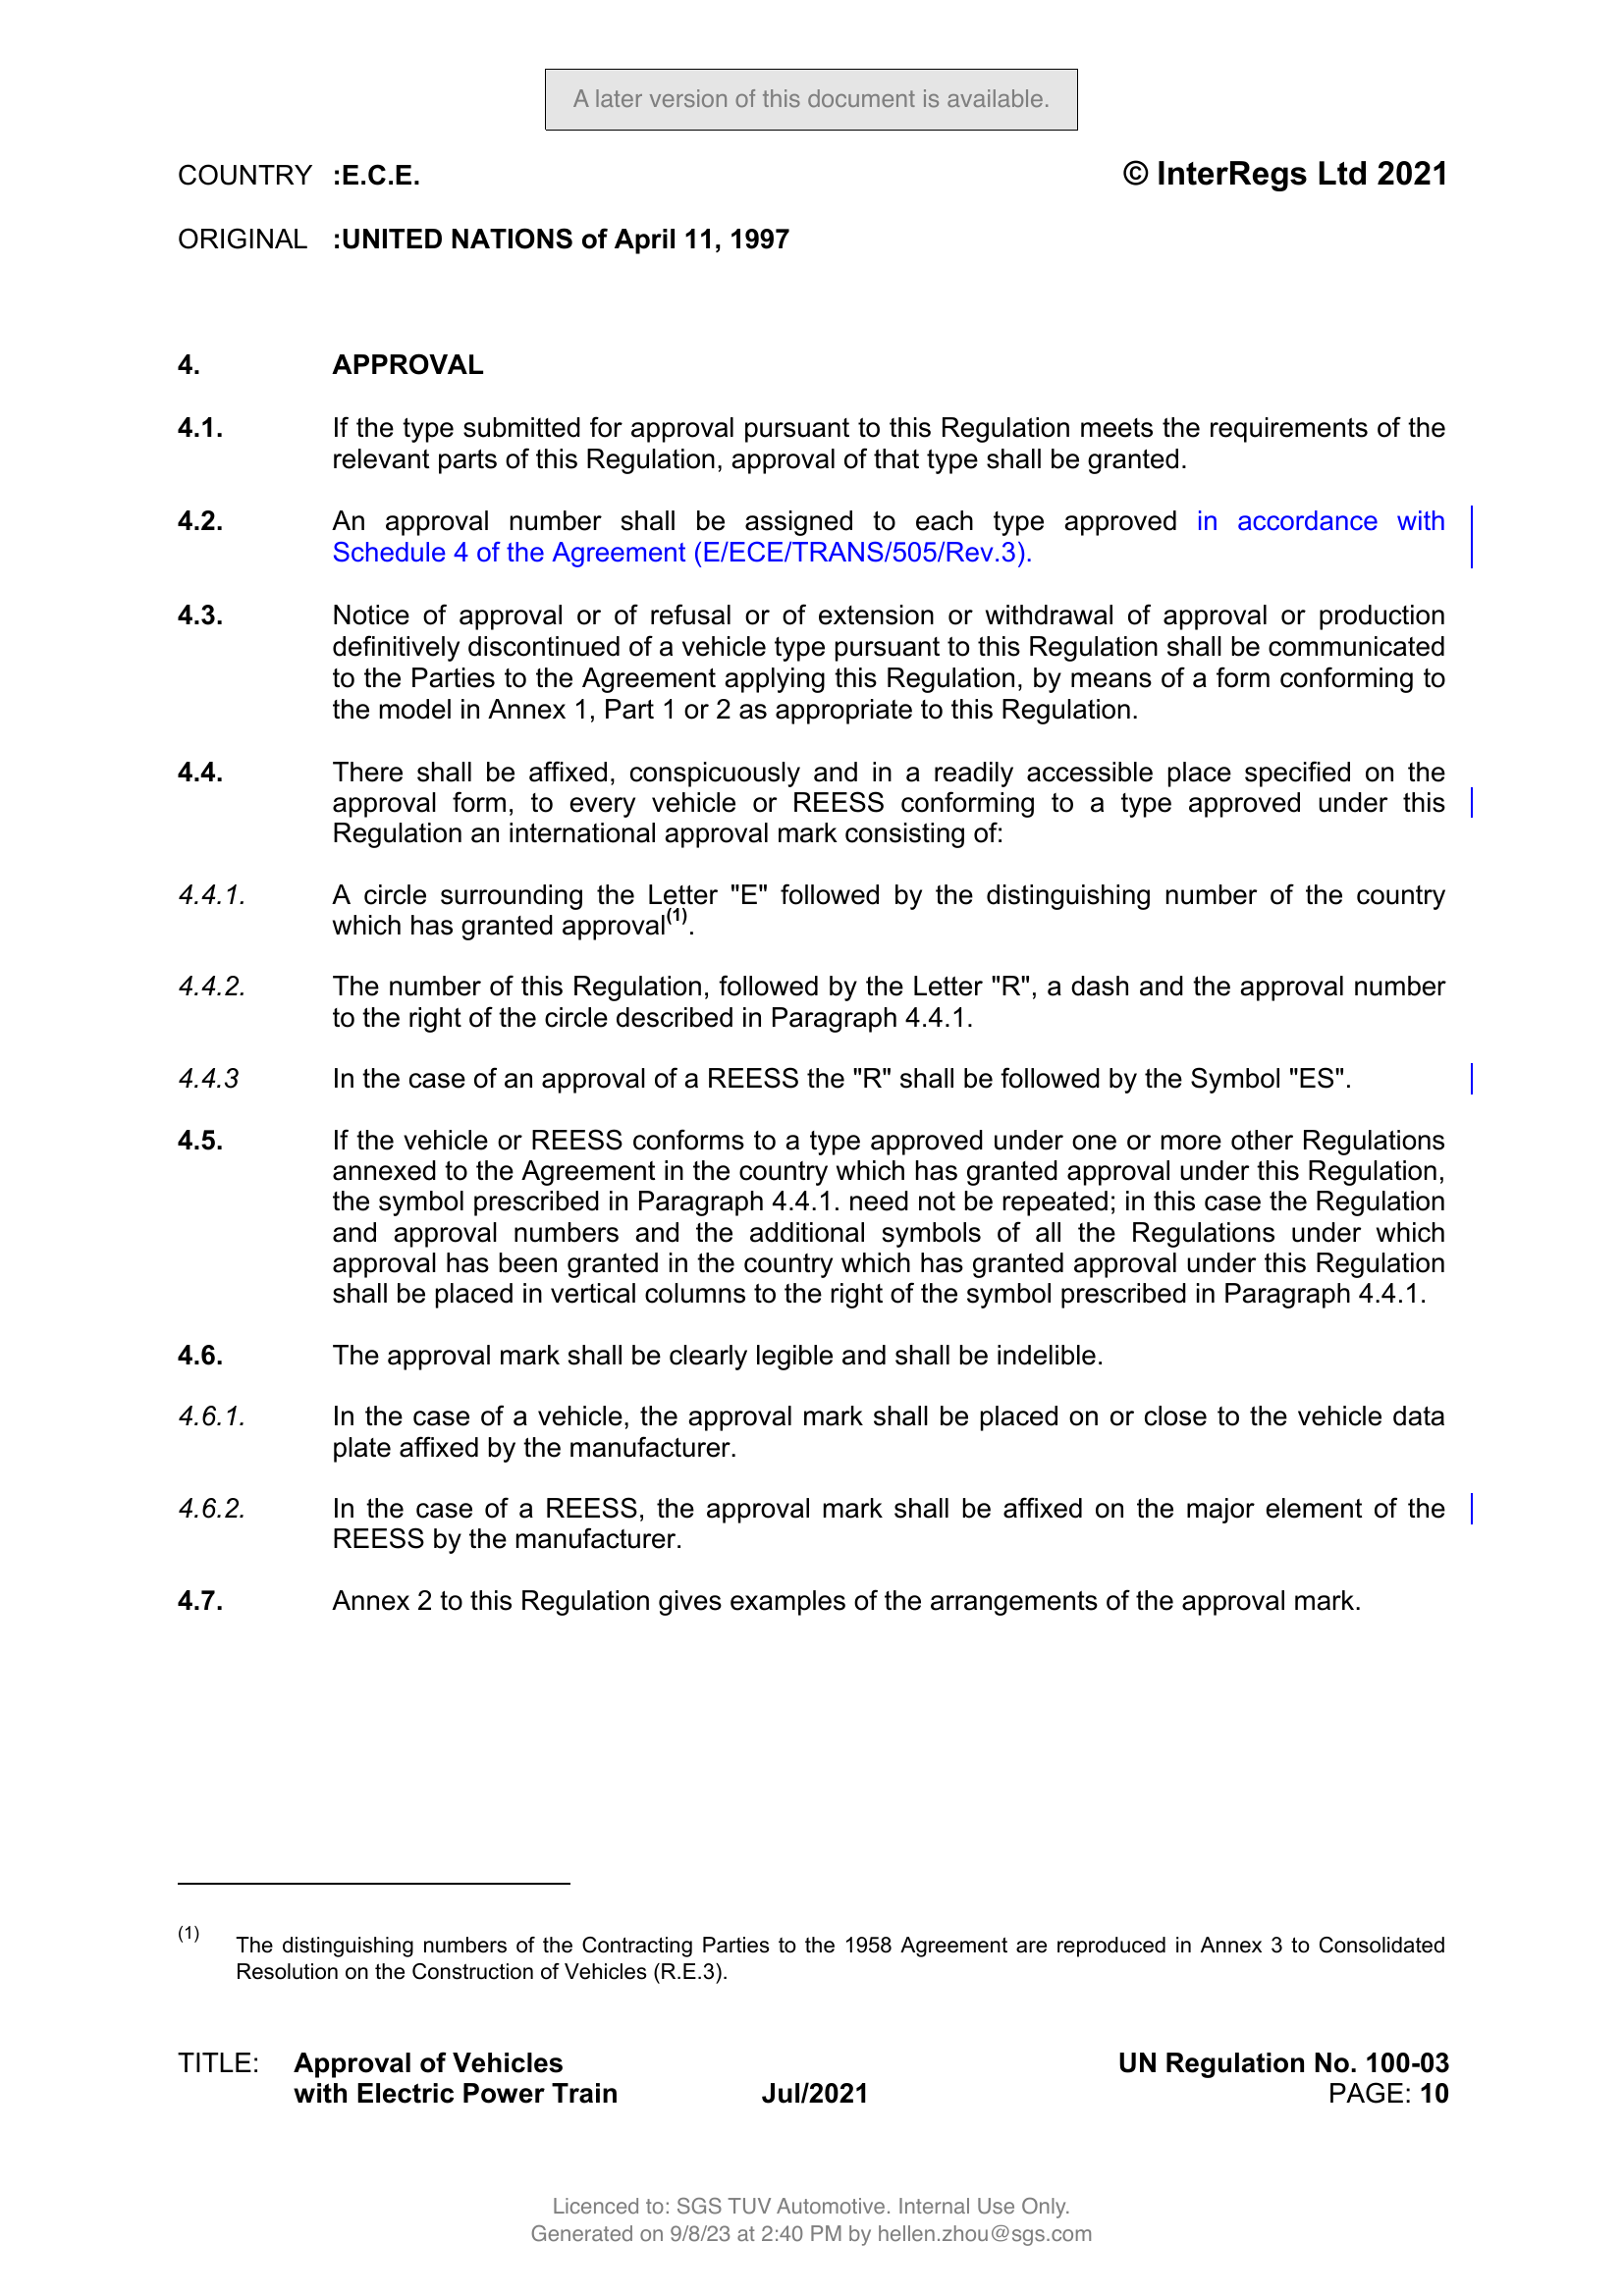 A later version of this document is available.
COUNTRY :E.C.E. © InterRegs Ltd 2021
ORIGINAL :UNITED NATIONS of April 11, 1997
4. APPROVAL
4.1. If the type submitted for approval pursuant to this Regulation meets the requirements of the
relevant parts of this Regulation, approval of that type shall be granted.
4.2. An approval number shall be assigned to each type approved in accordance with
Schedule 4 of the Agreement (E/ECE/TRANS/505/Rev.3).
4.3. Notice of approval or of refusal or of extension or withdrawal of approval or production
definitively discontinued of a vehicle type pursuant to this Regulation shall be communicated
to the Parties to the Agreement applying this Regulation, by means of a form conforming to
the model in Annex 1, Part 1 or 2 as appropriate to this Regulation.
4.4. There shall be affixed, conspicuously and in a readily accessible place specified on the
approval form, to every vehicle or REESS conforming to a type approved under this
Regulation an international approval mark consisting of:
4.4.1. A circle surrounding the Letter "E" followed by the distinguishing number of the country
which has granted approval(1).
4.4.2. The number of this Regulation, followed by the Letter "R", a dash and the approval number
to the right of the circle described in Paragraph 4.4.1.
4.4.3 In the case of an approval of a REESS the "R" shall be followed by the Symbol "ES".
4.5. If the vehicle or REESS conforms to a type approved under one or more other Regulations
annexed to the Agreement in the country which has granted approval under this Regulation,
the symbol prescribed in Paragraph 4.4.1. need not be repeated; in this case the Regulation
and approval numbers and the additional symbols of all the Regulations under which
approval has been granted in the country which has granted approval under this Regulation
shall be placed in vertical columns to the right of the symbol prescribed in Paragraph 4.4.1.
4.6. The approval mark shall be clearly legible and shall be indelible.
4.6.1. In the case of a vehicle, the approval mark shall be placed on or close to the vehicle data
plate affixed by the manufacturer.
4.6.2. In the case of a REESS, the approval mark shall be affixed on the major element of the
REESS by the manufacturer.
4.7. Annex 2 to this Regulation gives examples of the arrangements of the approval mark.
(1) The distinguishing numbers of the Contracting Parties to the 1958 Agreement are reproduced in Annex 3 to Consolidated
Resolution on the Construction of Vehicles (R.E.3).
TITLE: Approval of Vehicles UN Regulation No. 100-03
with Electric Power Train Jul/2021 PAGE: 10
Licenced to: SGS TUV Automotive. Internal Use Only.
Generated on 9/8/23 at 2:40 PM by hellen.zhou@sgs.com